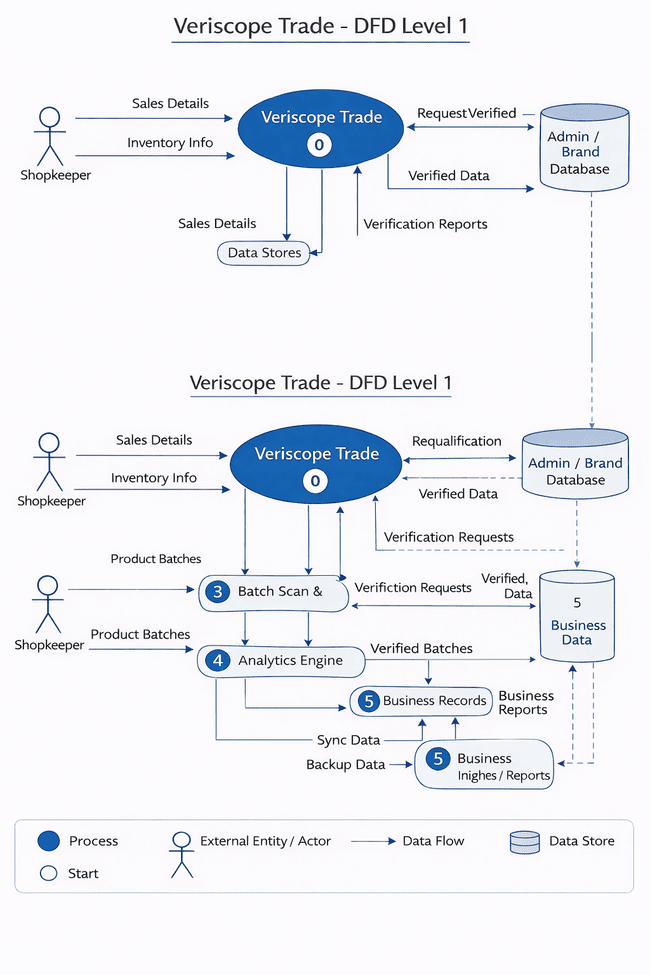 Veriscope Trade - DFD Level 1
Sales Details
Inventory Info
Shopkeeper
Veriscope Trade
0
RequestVerified
Verified Data
Admin /
Brand
Database
Sales Details
Verification Reports
Data Stores
Veriscope Trade - DFD Level 1
Sales Details
Inventory Info
Shopkeeper
Veriscope Trade
0
Requalification
Verified Data
Admin / Brand
Database
Verification Requests
Product Batches
3 Batch Scan &
Verifiction Requests
Verified,
Data
5
Business
Data
Shopkeeper
Product Batches
4 Analytics Engine
Verified Batches
5 Business Records
Business
Reports
Sync Data
Backup Data
5 Business
Inighes / Reports
Process
External Entity / Actor
Data Flow
Data Store
Start